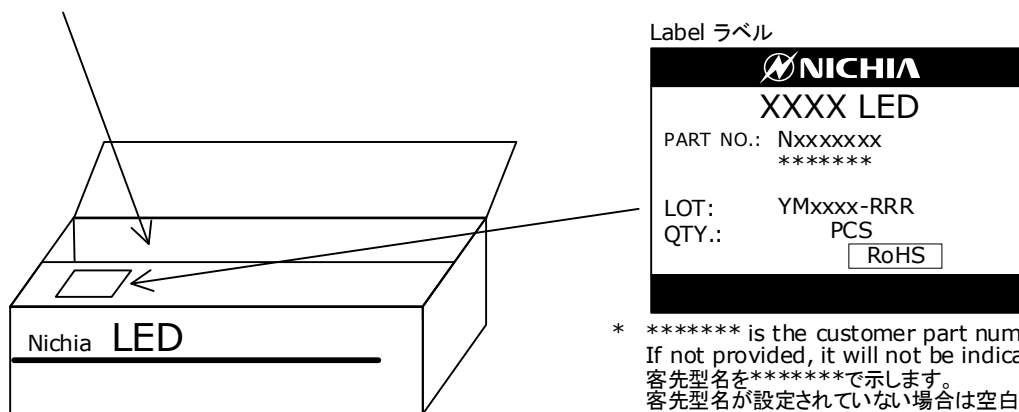 Label ラベル
NICHIA
XXXX LED
PART NO.: Nxxxxxxx
*******
LOT: YMxxxx-RRR
QTY.: PCS
RoHS
Nichia LED
* ******* is the customer part num
If not provided, it will not be indica
客先型名を*******で示します。
客先型名が設定されていない場合は空白